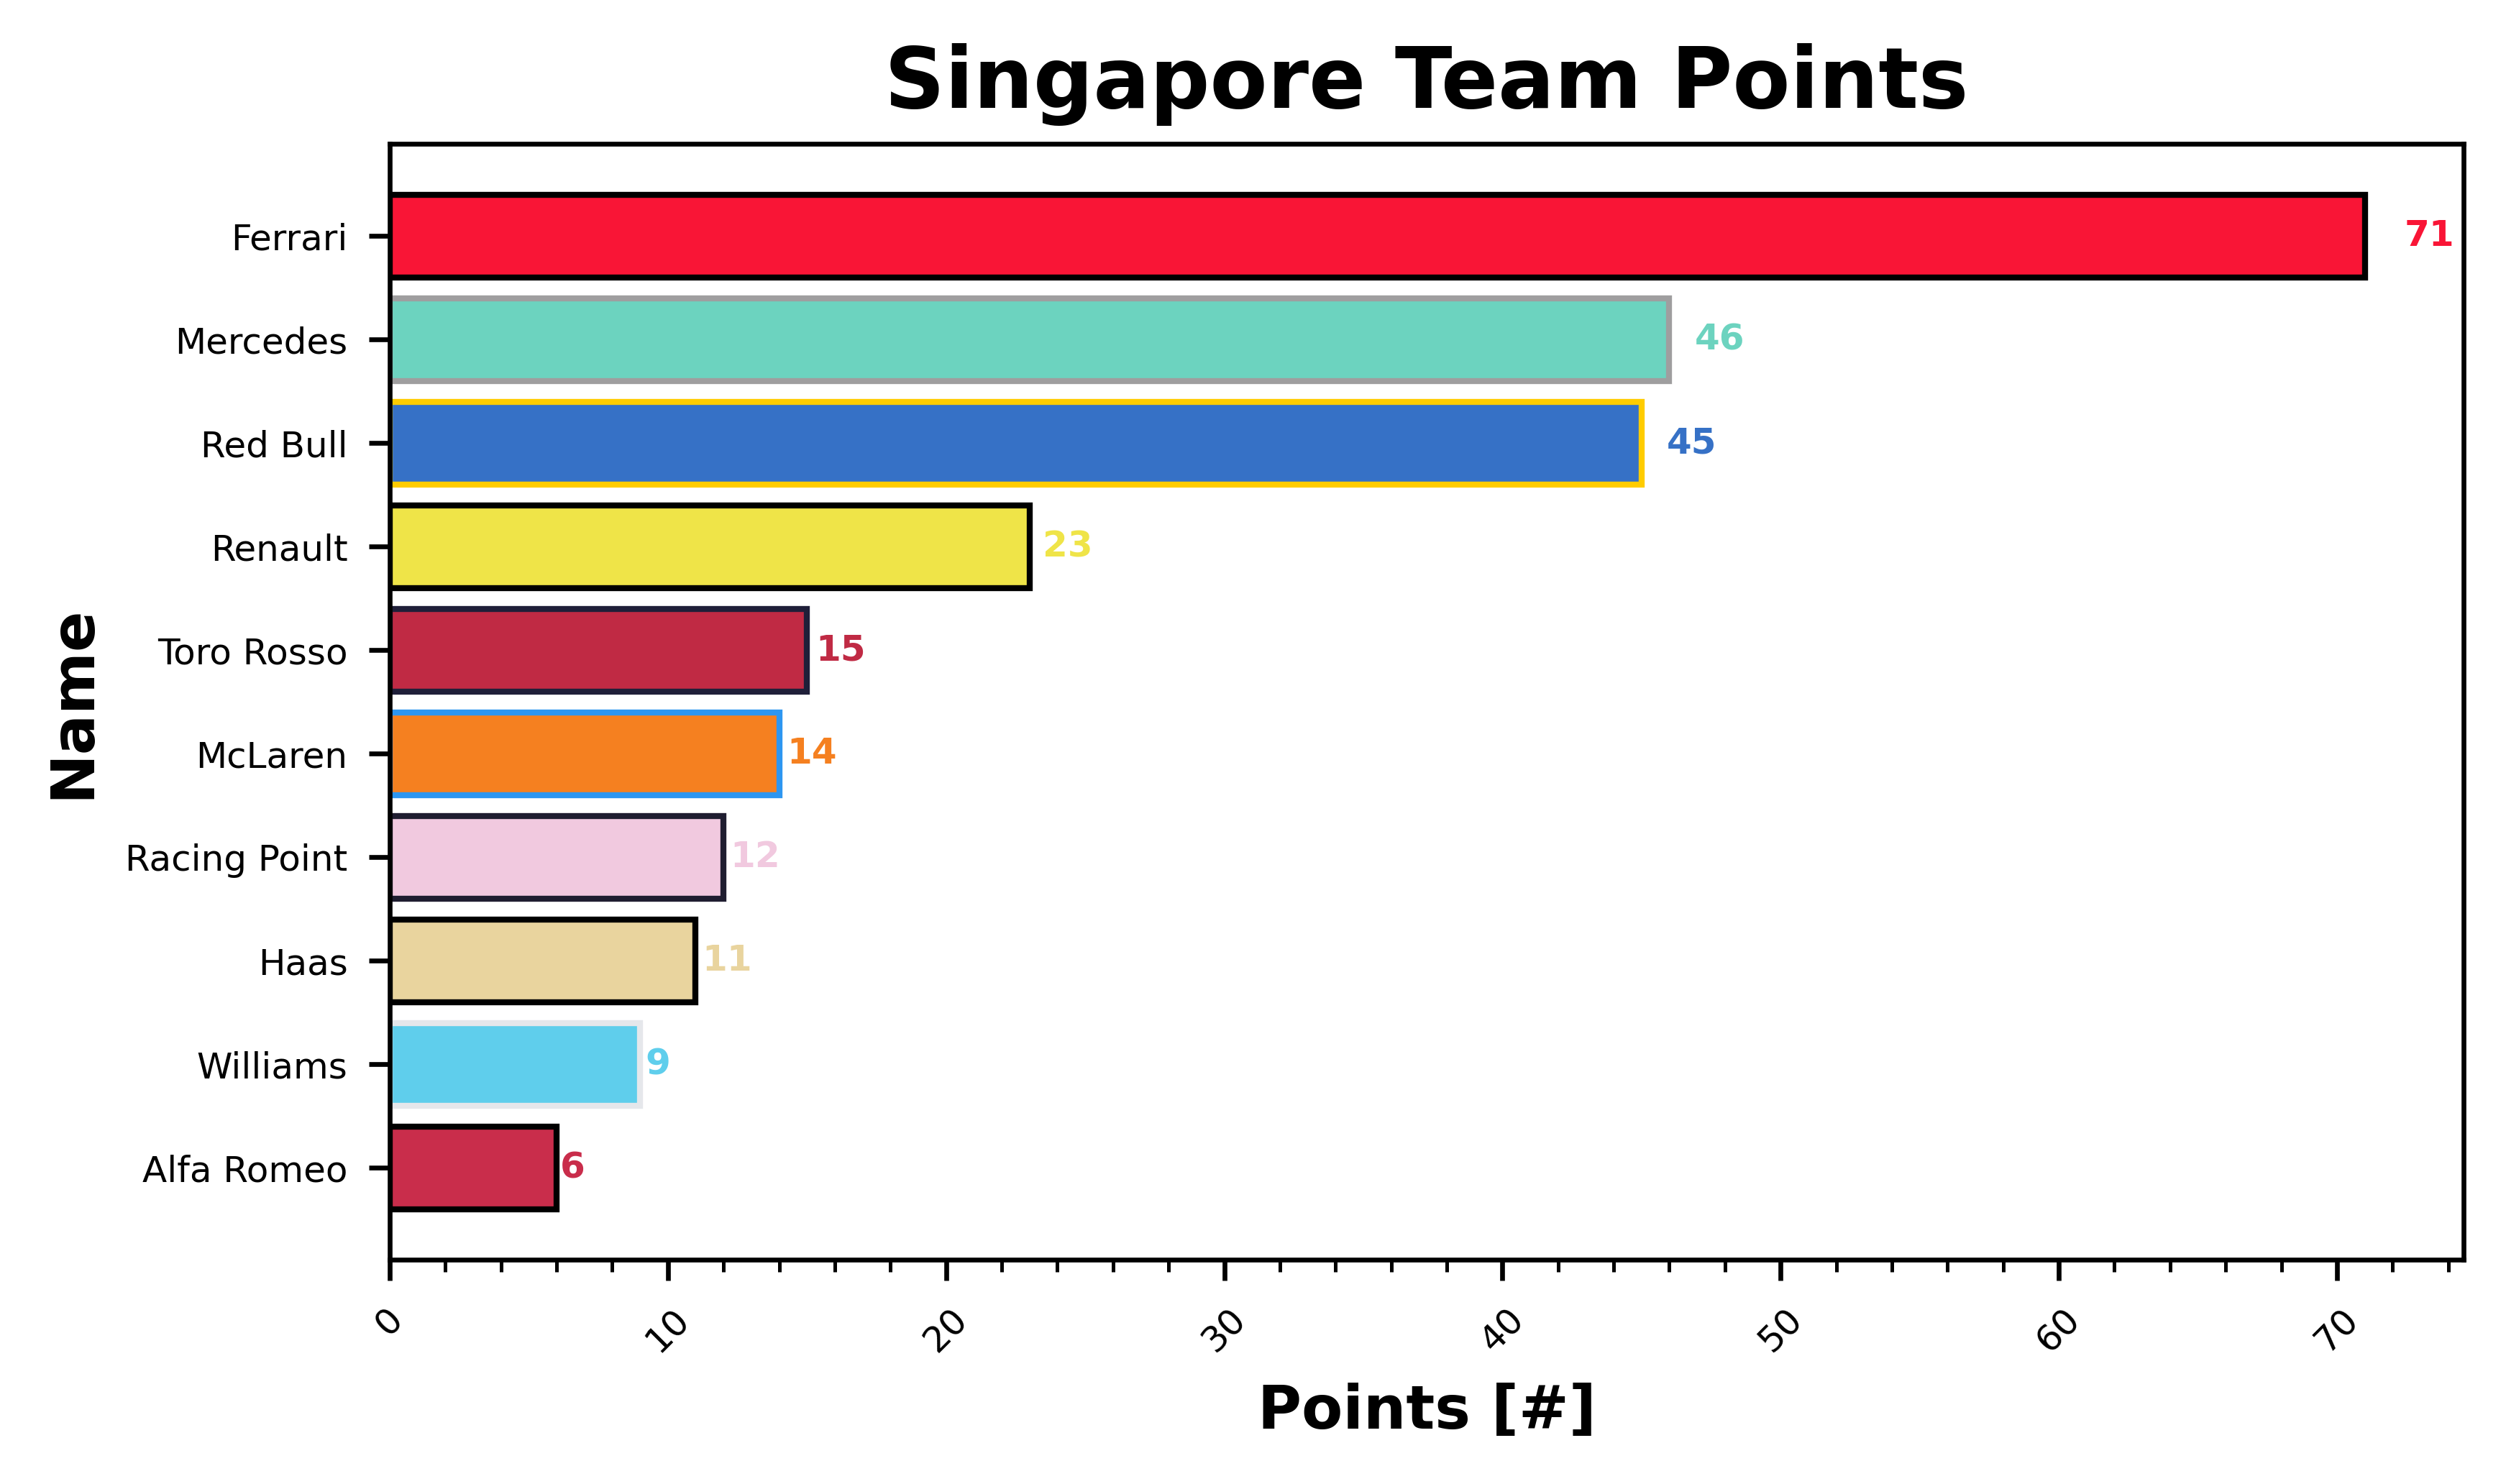 Singapore Team Points
Name
Ferrari 71
Mercedes 46
Red Bull 45
Renault 23
Toro Rosso 15
McLaren 14
Racing Point 12
Haas 11
Williams 9
Alfa Romeo 6
0 10 20 30 40 50 60 70
Points [#]